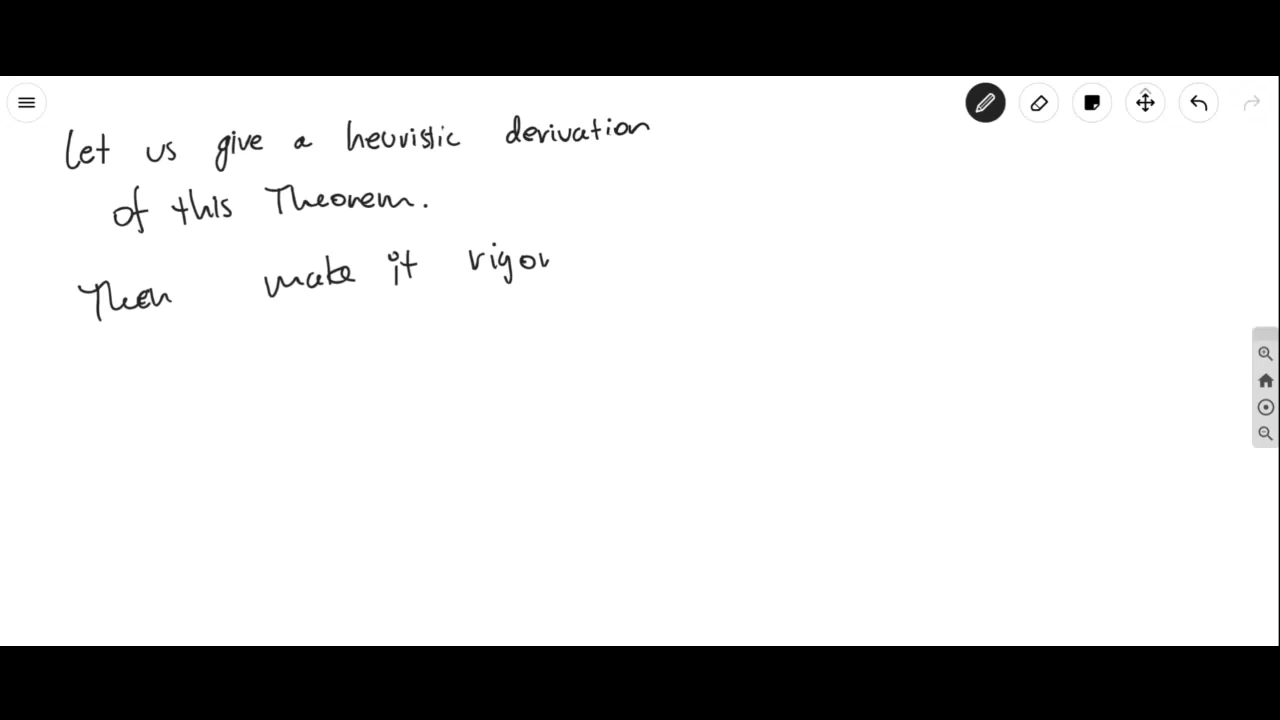 Let us give a heuristic derivation
of this Theorem.
Then make it rigor